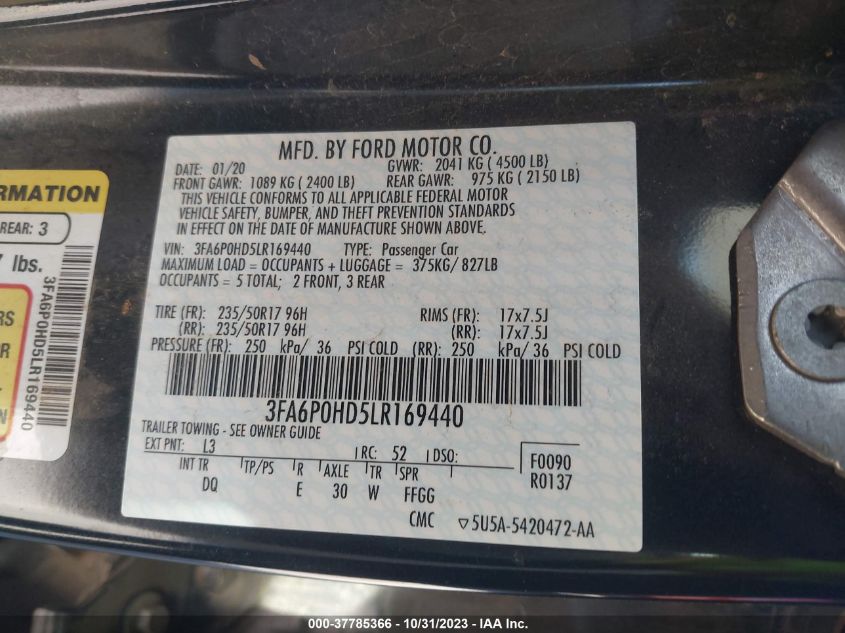 MFD. BY FORD MOTOR CO.
DATE: 01/20 GVWR: 2041 KG ( 4500 LB)
FRONT GAWR: 1089 KG ( 2400 LB) REAR GAWR: 975 KG ( 2150 LB)
THIS VEHICLE CONFORMS TO ALL APPLICABLE FEDERAL MOTOR
VEHICLE SAFETY, BUMPER, AND THEFT PREVENTION STANDARDS
IN EFFECT ON THE DATE OF MANUFACTURE SHOWN ABOVE.
VIN: 3FA6P0HD5LR169440 TYPE: Passenger Car
MAXIMUM LOAD = OCCUPANTS + LUGGAGE = 375KG/ 827LB
OCCUPANTS = 5 TOTAL; 2 FRONT, 3 REAR
TIRE (FR): 235/50R17 96H RIMS (FR): 17x7.5J
(RR): 235/50R17 96H (RR): 17x7.5J
PRESSURE (FR): 250 kPa/ 36 PSI COLD (RR): 250 kPa/ 36 PSI COLD
3FA6P0HD5LR169440
TRAILER TOWING - SEE OWNER GUIDE
EXT PNT: L3 RC: 52 DSO:
INT TR TP/PS R AXLE TR SPR
DQ E 30 W FFGG
F0090
R0137
CMC ▽5U5A-5420472-AA
RMATION
REAR: 3
7 lbs.
RS
OR
N
3FA6P0HD5LR169440
000-37785366 - 10/31/2023 - IAA Inc.